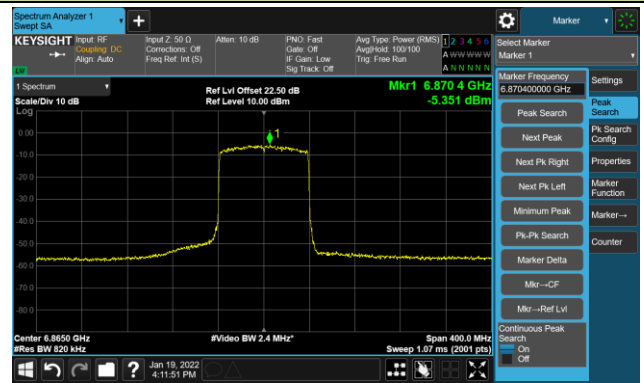 Spectrum Analyzer 1
Swept SA
Marker
KEYSIGHT
Input: RF
Coupling: DC
Align: Auto
Input Z: 50 Ω
Corrections: Off
Freq Ref: Int (S)
Atten: 10 dB
PNO: Fast
Gate: Off
IF Gain: Low
Sig Track: Off
Avg Type: Power (RMS)
Avg|Hold: 100/100
Trig: Free Run
1 2 3 4 5 6
A W W W W W
A N N N N N
Select Marker
Marker 1
LW
1 Spectrum
Scale/Div 10 dB
Log
Ref Lvl Offset 22.50 dB
Ref Level 10.00 dBm
Mkr1 6.870 4 GHz
-5.351 dBm
0.00
-10.0
-20.0
-30.0
-40.0
-50.0
-60.0
-70.0
-80.0
1
Center 6.8650 GHz
#Res BW 820 kHz
#Video BW 2.4 MHz*
Span 400.0 MHz
Sweep 1.07 ms (2001 pts)
Marker Frequency
6.870400000 GHz
Peak Search
Next Peak
Next Pk Right
Next Pk Left
Minimum Peak
Pk-Pk Search
Marker Delta
Mkr→CF
Mkr→Ref Lvl
Continuous Peak
Search
On
Off
Settings
Peak
Search
Pk Search
Config
Properties
Marker
Function
Marker→
Counter
?
Jan 19, 2022
4:11:51 PM